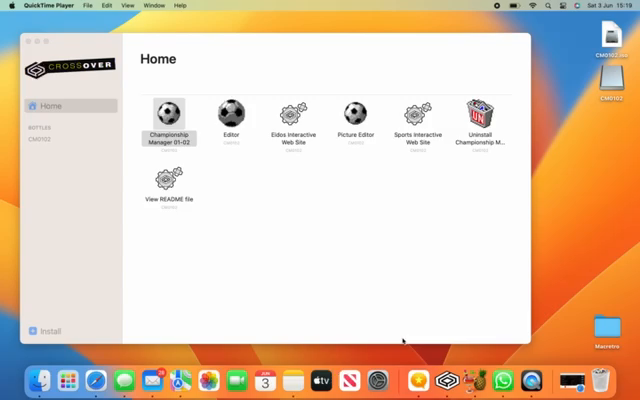 QuickTime Player File Edit View Window Help
Sat 3 Jun 15:19
CROSSOVER
Home
Home
BOTTLES
CM0102
Championship Manager 01-02
CM0102
Editor
CM0102
Eidos Interactive Web Site
CM0102
Picture Editor
CM0102
Sports Interactive Web Site
CM0102
Uninstall Championship M...
CM0102
View README file
CM0102
Install
CM0102.iso
CM0102
Macretro
JUN
3
tv